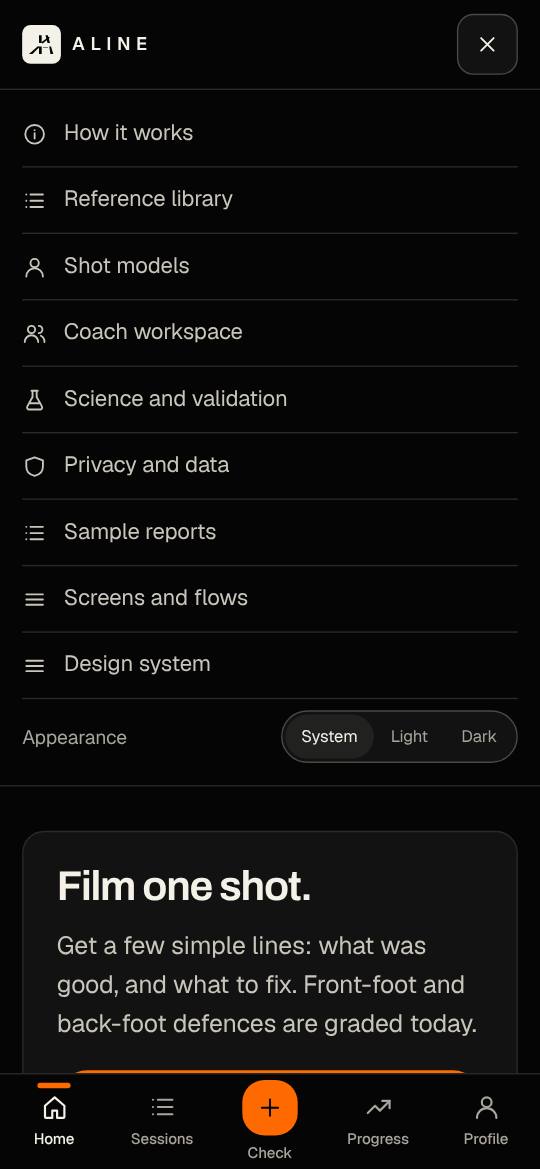 ALINE
How it works
Reference library
Shot models
Coach workspace
Science and validation
Privacy and data
Sample reports
Screens and flows
Design system
Appearance System Light Dark
Film one shot.
Get a few simple lines: what was
good, and what to fix. Front-foot and
back-foot defences are graded today.
Home Sessions Check Progress Profile